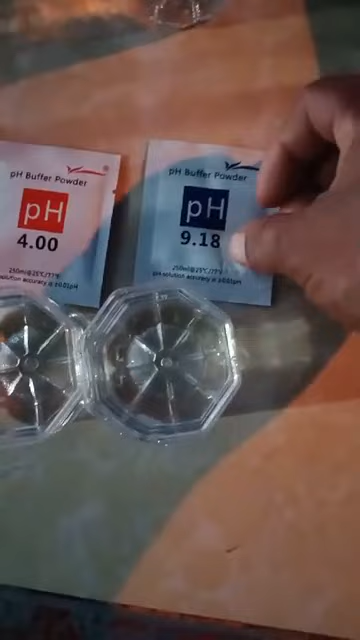 pH Buffer Powder
pH
4.00
250ml@25℃/77℉
solution accuracy ± 0.01pH
pH Buffer Powder
pH
9.18
250ml@25℃/77℉
pH solution accuracy ± 0.01pH